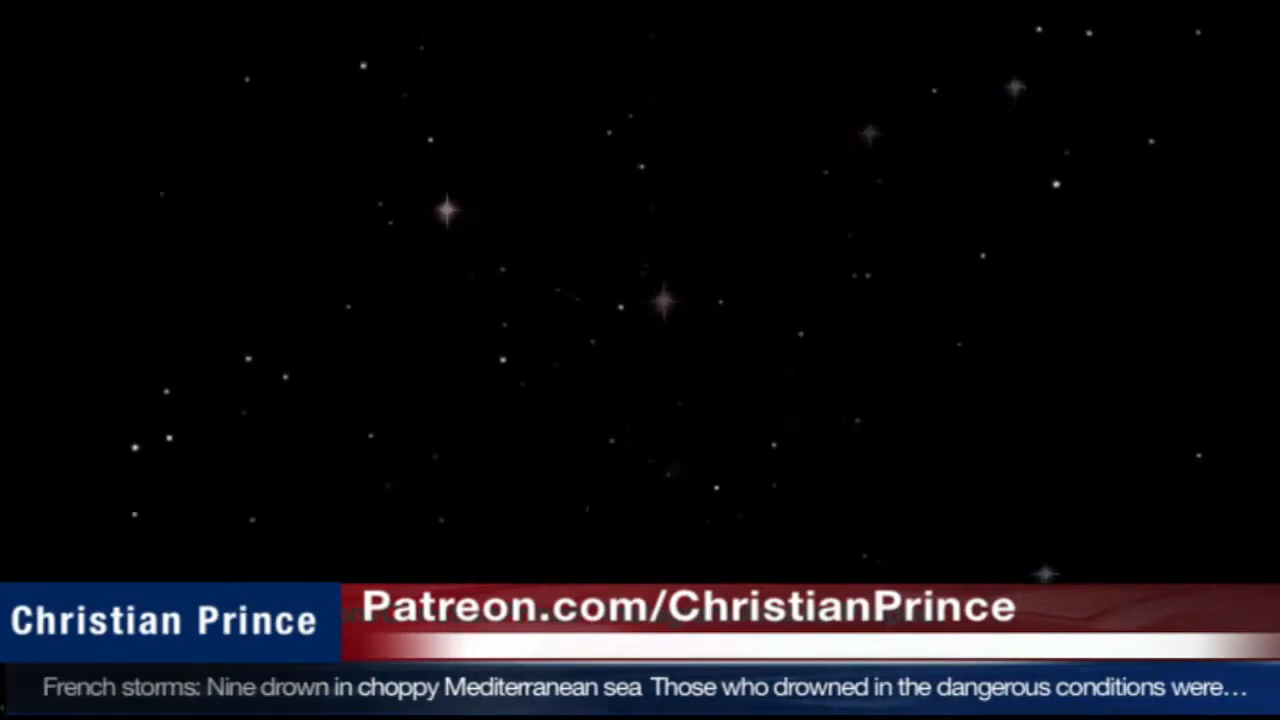 Christian Prince
Patreon.com/ChristianPrince
French storms: Nine drown in choppy Mediterranean sea Those who drowned in the dangerous conditions were…